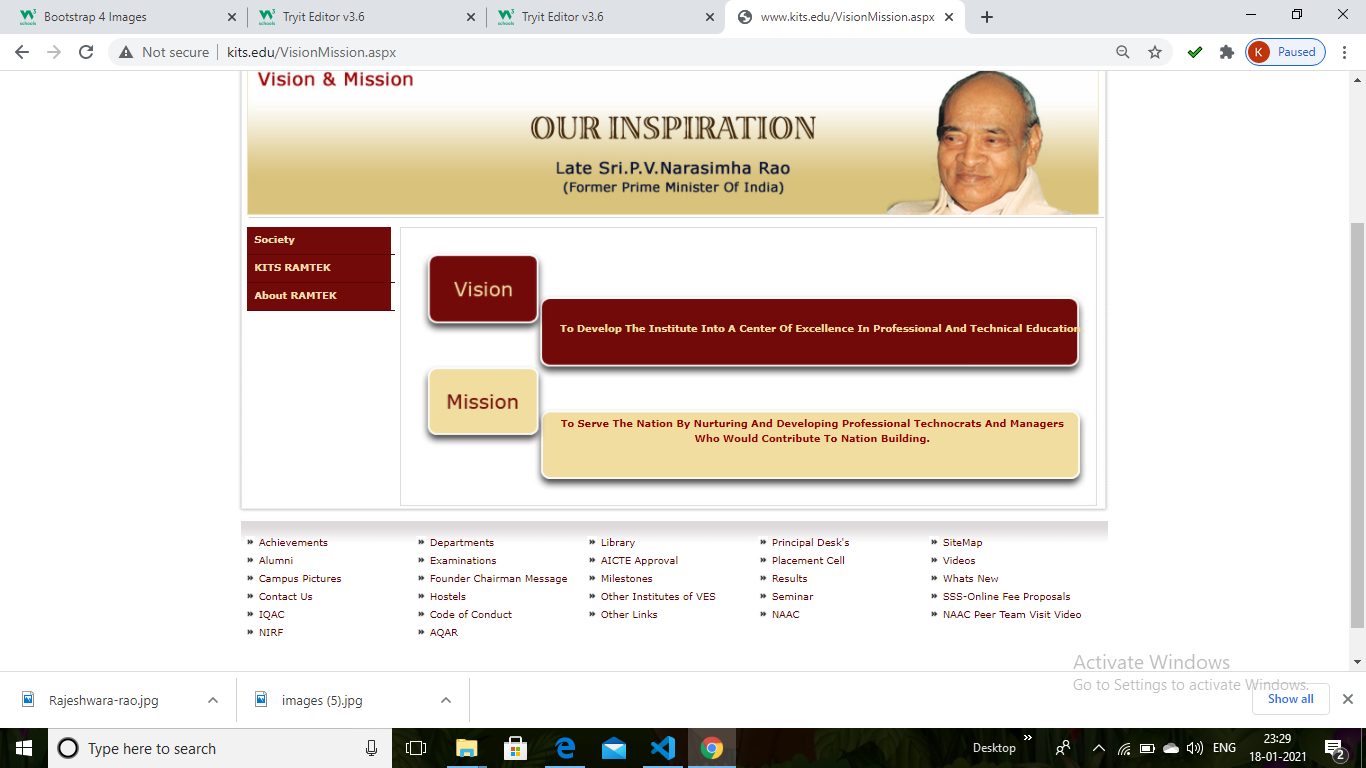 Bootstrap 4 Images
Tryit Editor v3.6
Tryit Editor v3.6
www.kits.edu/VisionMission.aspx
Not secure
kits.edu/VisionMission.aspx
K Paused
Vision & Mission
OUR INSPIRATION
Late Sri.P.V.Narasimha Rao
(Former Prime Minister Of India)
Society
KITS RAMTEK
About RAMTEK
Vision
To Develop The Institute Into A Center Of Excellence In Professional And Technical Education
Mission
To Serve The Nation By Nurturing And Developing Professional Technocrats And Managers
Who Would Contribute To Nation Building.
Achievements
Alumni
Campus Pictures
Contact Us
IQAC
NIRF
Departments
Examinations
Founder Chairman Message
Hostels
Code of Conduct
AQAR
Library
AICTE Approval
Milestones
Other Institutes of VES
Other Links
Principal Desk's
Placement Cell
Results
Seminar
NAAC
SiteMap
Videos
Whats New
SSS-Online Fee Proposals
NAAC Peer Team Visit Video
Activate Windows
Go to Settings to activate Windows.
Rajeshwara-rao.jpg
images (5).jpg
Show all
Type here to search
Desktop
ENG
23:29
18-01-2021
2